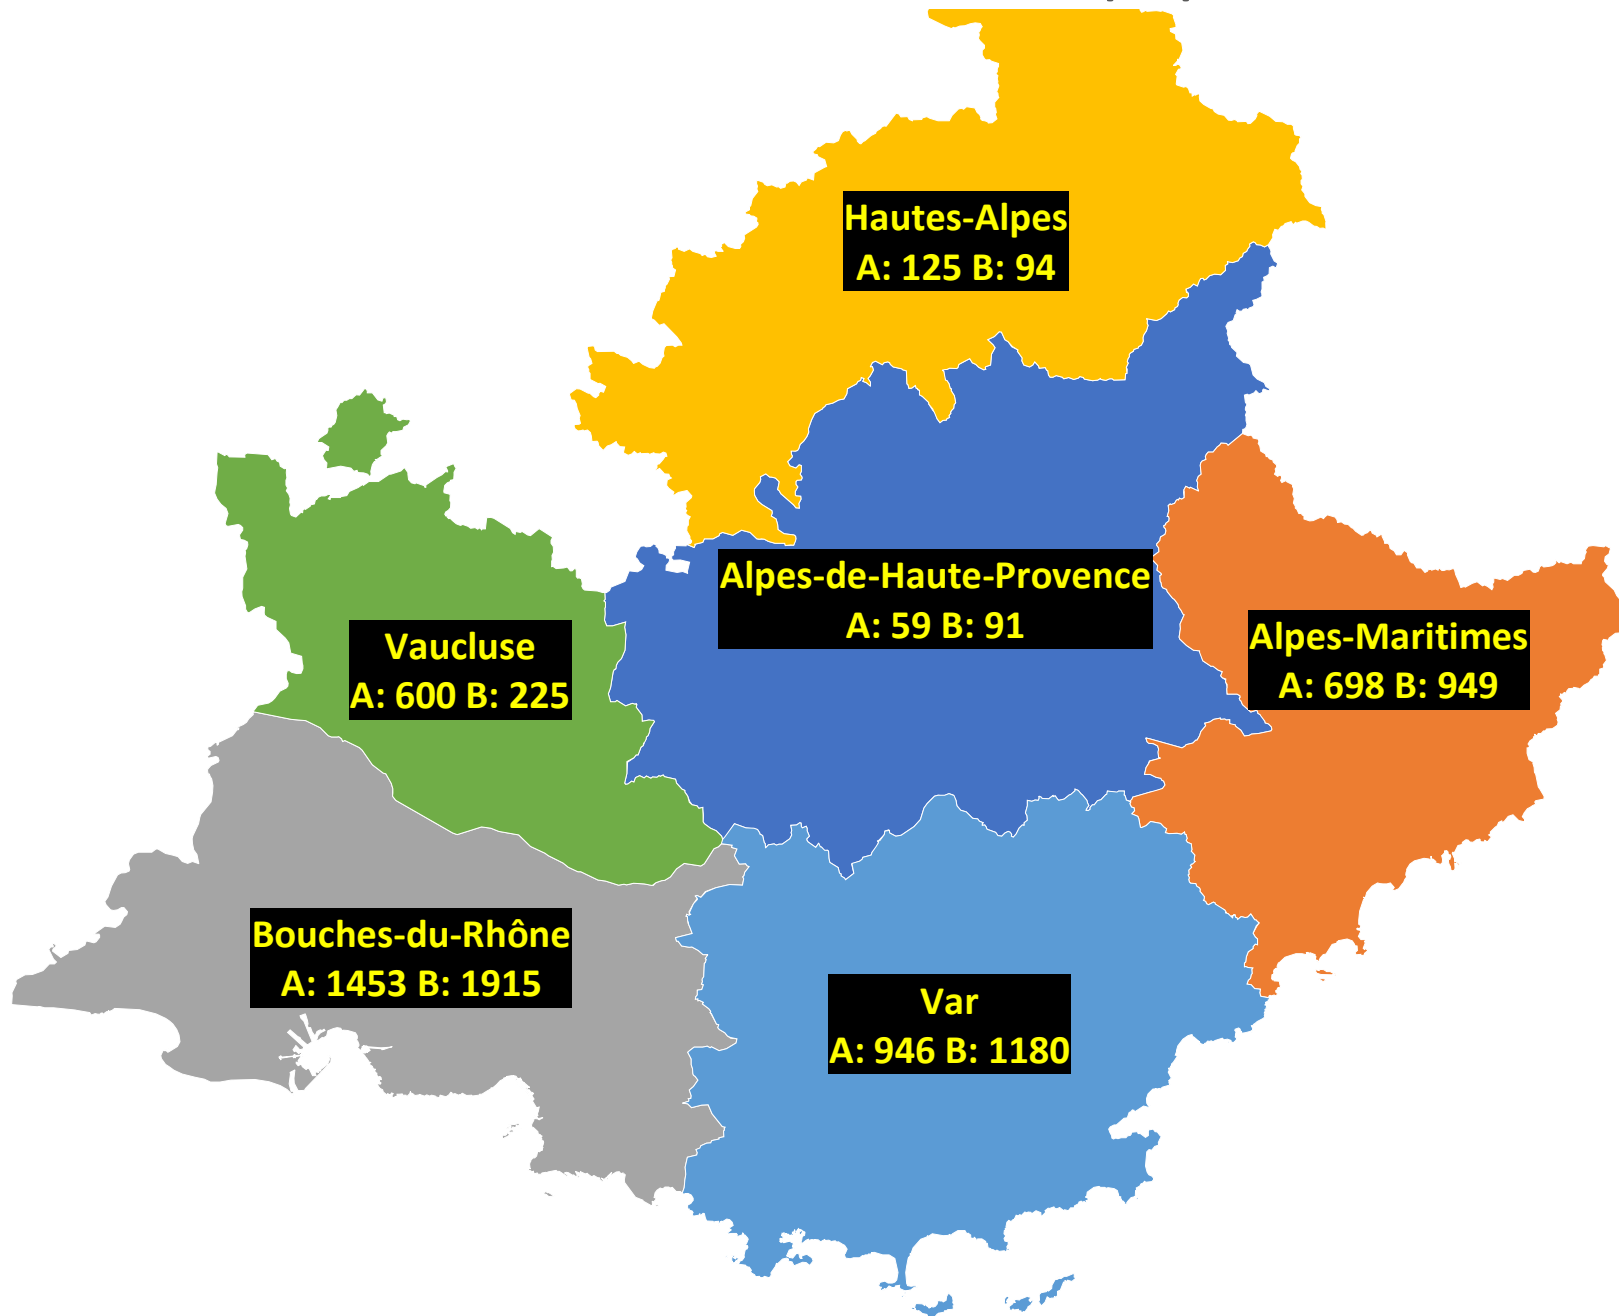 Hautes-Alpes
A: 125 B: 94
Alpes-de-Haute-Provence
A: 59 B: 91
Alpes-Maritimes
A: 698 B: 949
Vaucluse
A: 600 B: 225
Bouches-du-Rhône
A: 1453 B: 1915
Var
A: 946 B: 1180